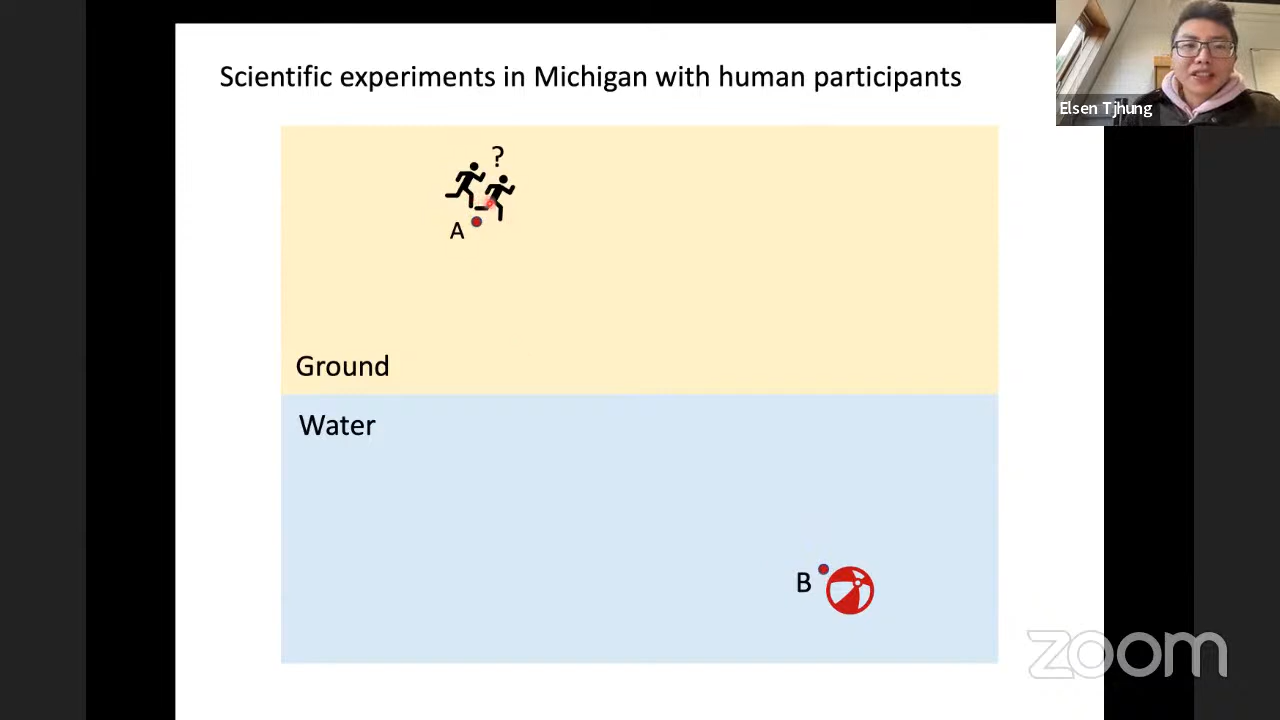 Scientific experiments in Michigan with human participants
Elsen Tjhung
?
A
Ground
Water
B
zoom